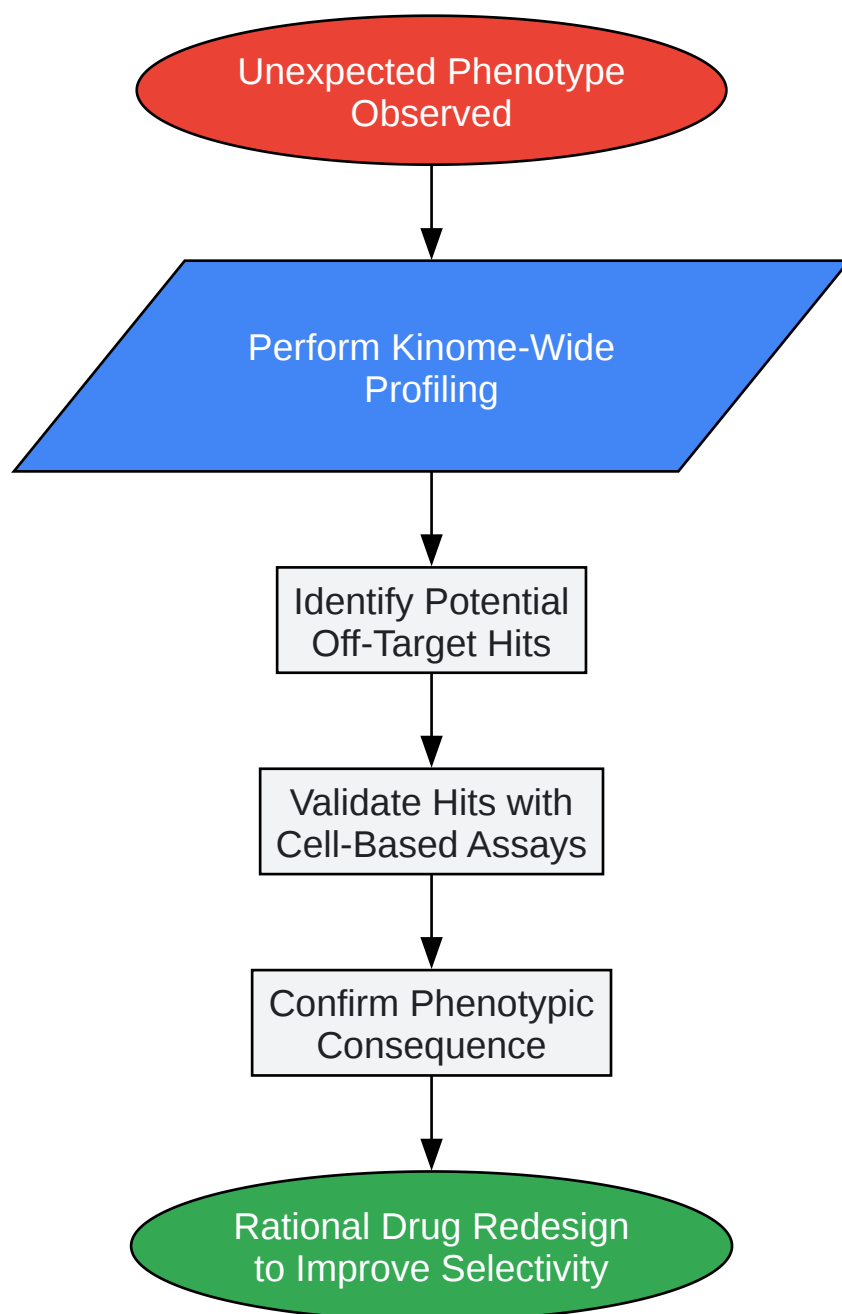 Unexpected Phenotype
Observed
Perform Kinome-Wide
Profiling
Identify Potential
Off-Target Hits
Validate Hits with
Cell-Based Assays
Confirm Phenotypic
Consequence
Rational Drug Redesign
to Improve Selectivity